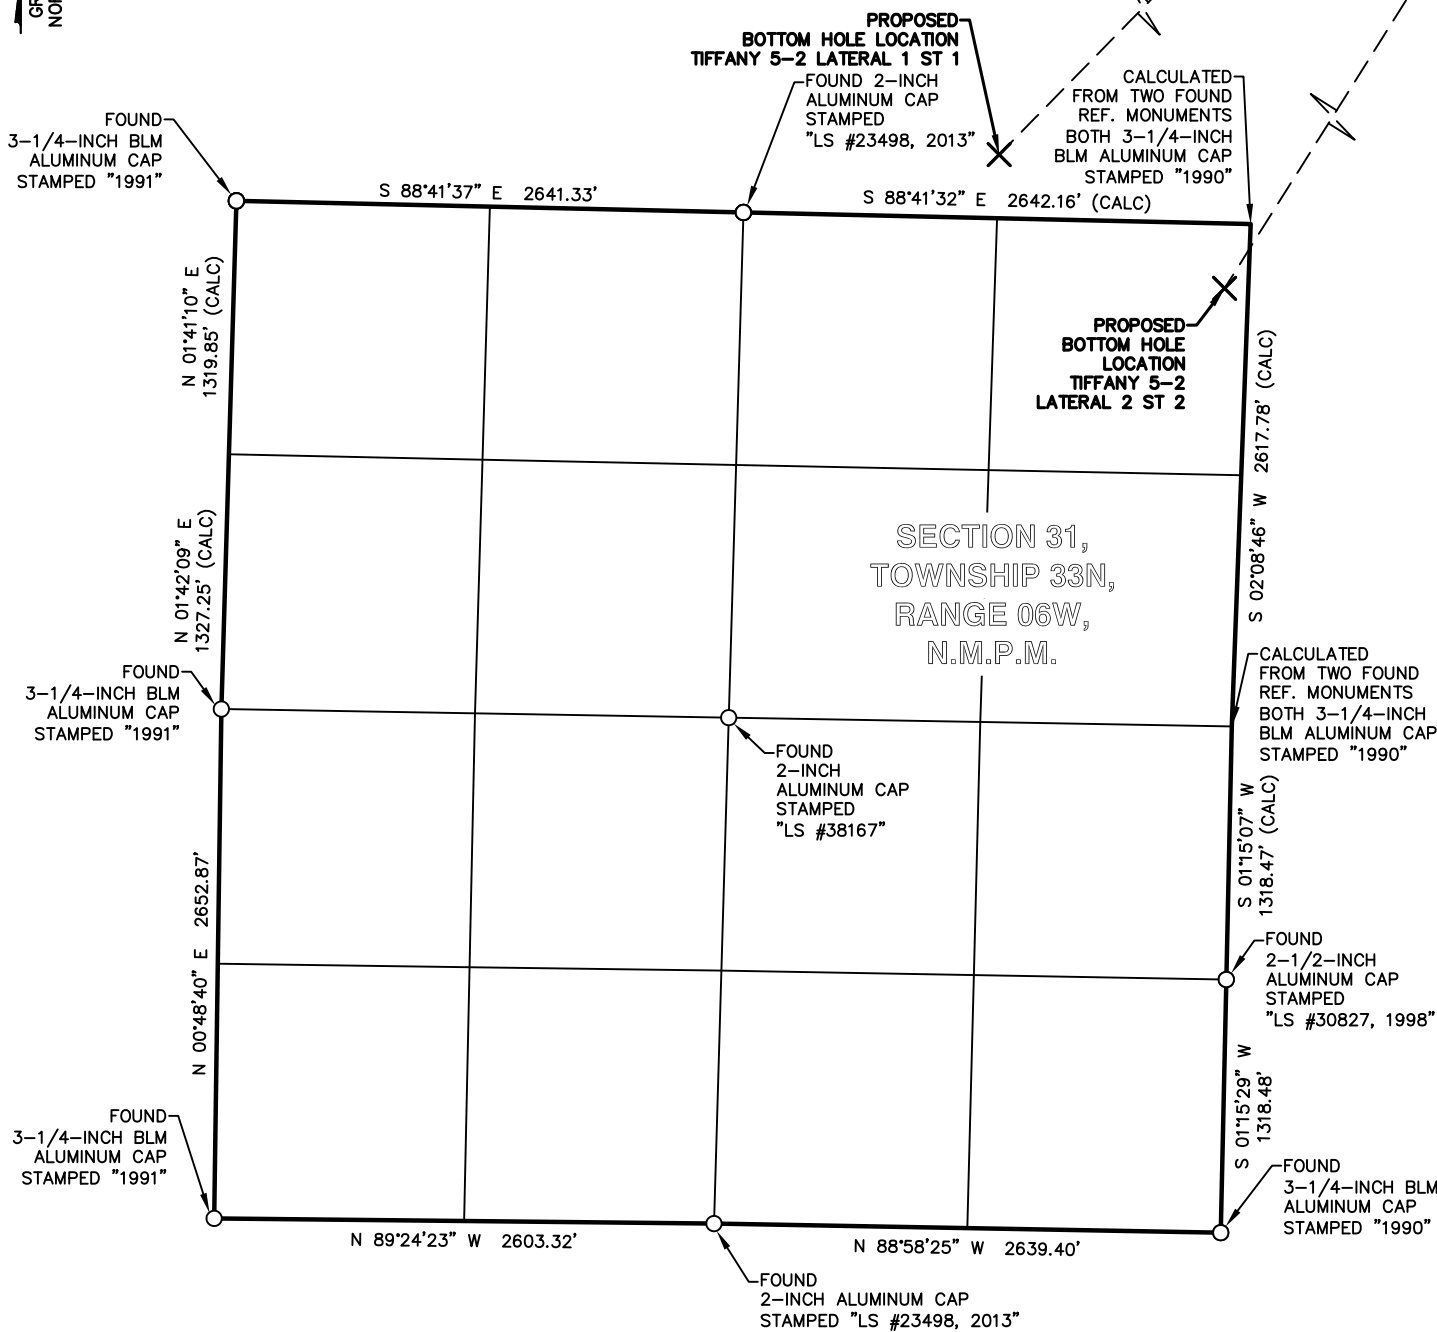 GR
NOR
PROPOSED
BOTTOM HOLE LOCATION
TIFFANY 5-2 LATERAL 1 ST 1
FOUND 2-INCH
ALUMINUM CAP
STAMPED
"LS #23498, 2013"
CALCULATED
FROM TWO FOUND
REF. MONUMENTS
BOTH 3-1/4-INCH
BLM ALUMINUM CAP
STAMPED "1990"
FOUND
3-1/4-INCH BLM
ALUMINUM CAP
STAMPED "1991"
S 88°41'37" E 2641.33'
S 88°41'32" E 2642.16' (CALC)
N 01°41'10" E
1319.85' (CALC)
PROPOSED
BOTTOM HOLE
LOCATION
TIFFANY 5-2
LATERAL 2 ST 2
S 02°08'46" W 2617.78' (CALC)
N 01°42'09" E
1327.25' (CALC)
SECTION 31,
TOWNSHIP 33N,
RANGE 06W,
N.M.P.M.
FOUND
3-1/4-INCH BLM
ALUMINUM CAP
STAMPED "1991"
CALCULATED
FROM TWO FOUND
REF. MONUMENTS
BOTH 3-1/4-INCH
BLM ALUMINUM CAP
STAMPED "1990"
FOUND
2-INCH
ALUMINUM CAP
STAMPED
"LS #38167"
S 01°15'07" W
1318.47' (CALC)
N 00°48'40" E 2652.87'
FOUND
2-1/2-INCH
ALUMINUM CAP
STAMPED
"LS #30827, 1998"
S 01°15'29" W
1318.48'
FOUND
3-1/4-INCH BLM
ALUMINUM CAP
STAMPED "1991"
FOUND
3-1/4-INCH BLM
ALUMINUM CAP
STAMPED "1990"
N 89°24'23" W 2603.32'
N 88°58'25" W 2639.40'
FOUND
2-INCH ALUMINUM CAP
STAMPED "LS #23498, 2013"